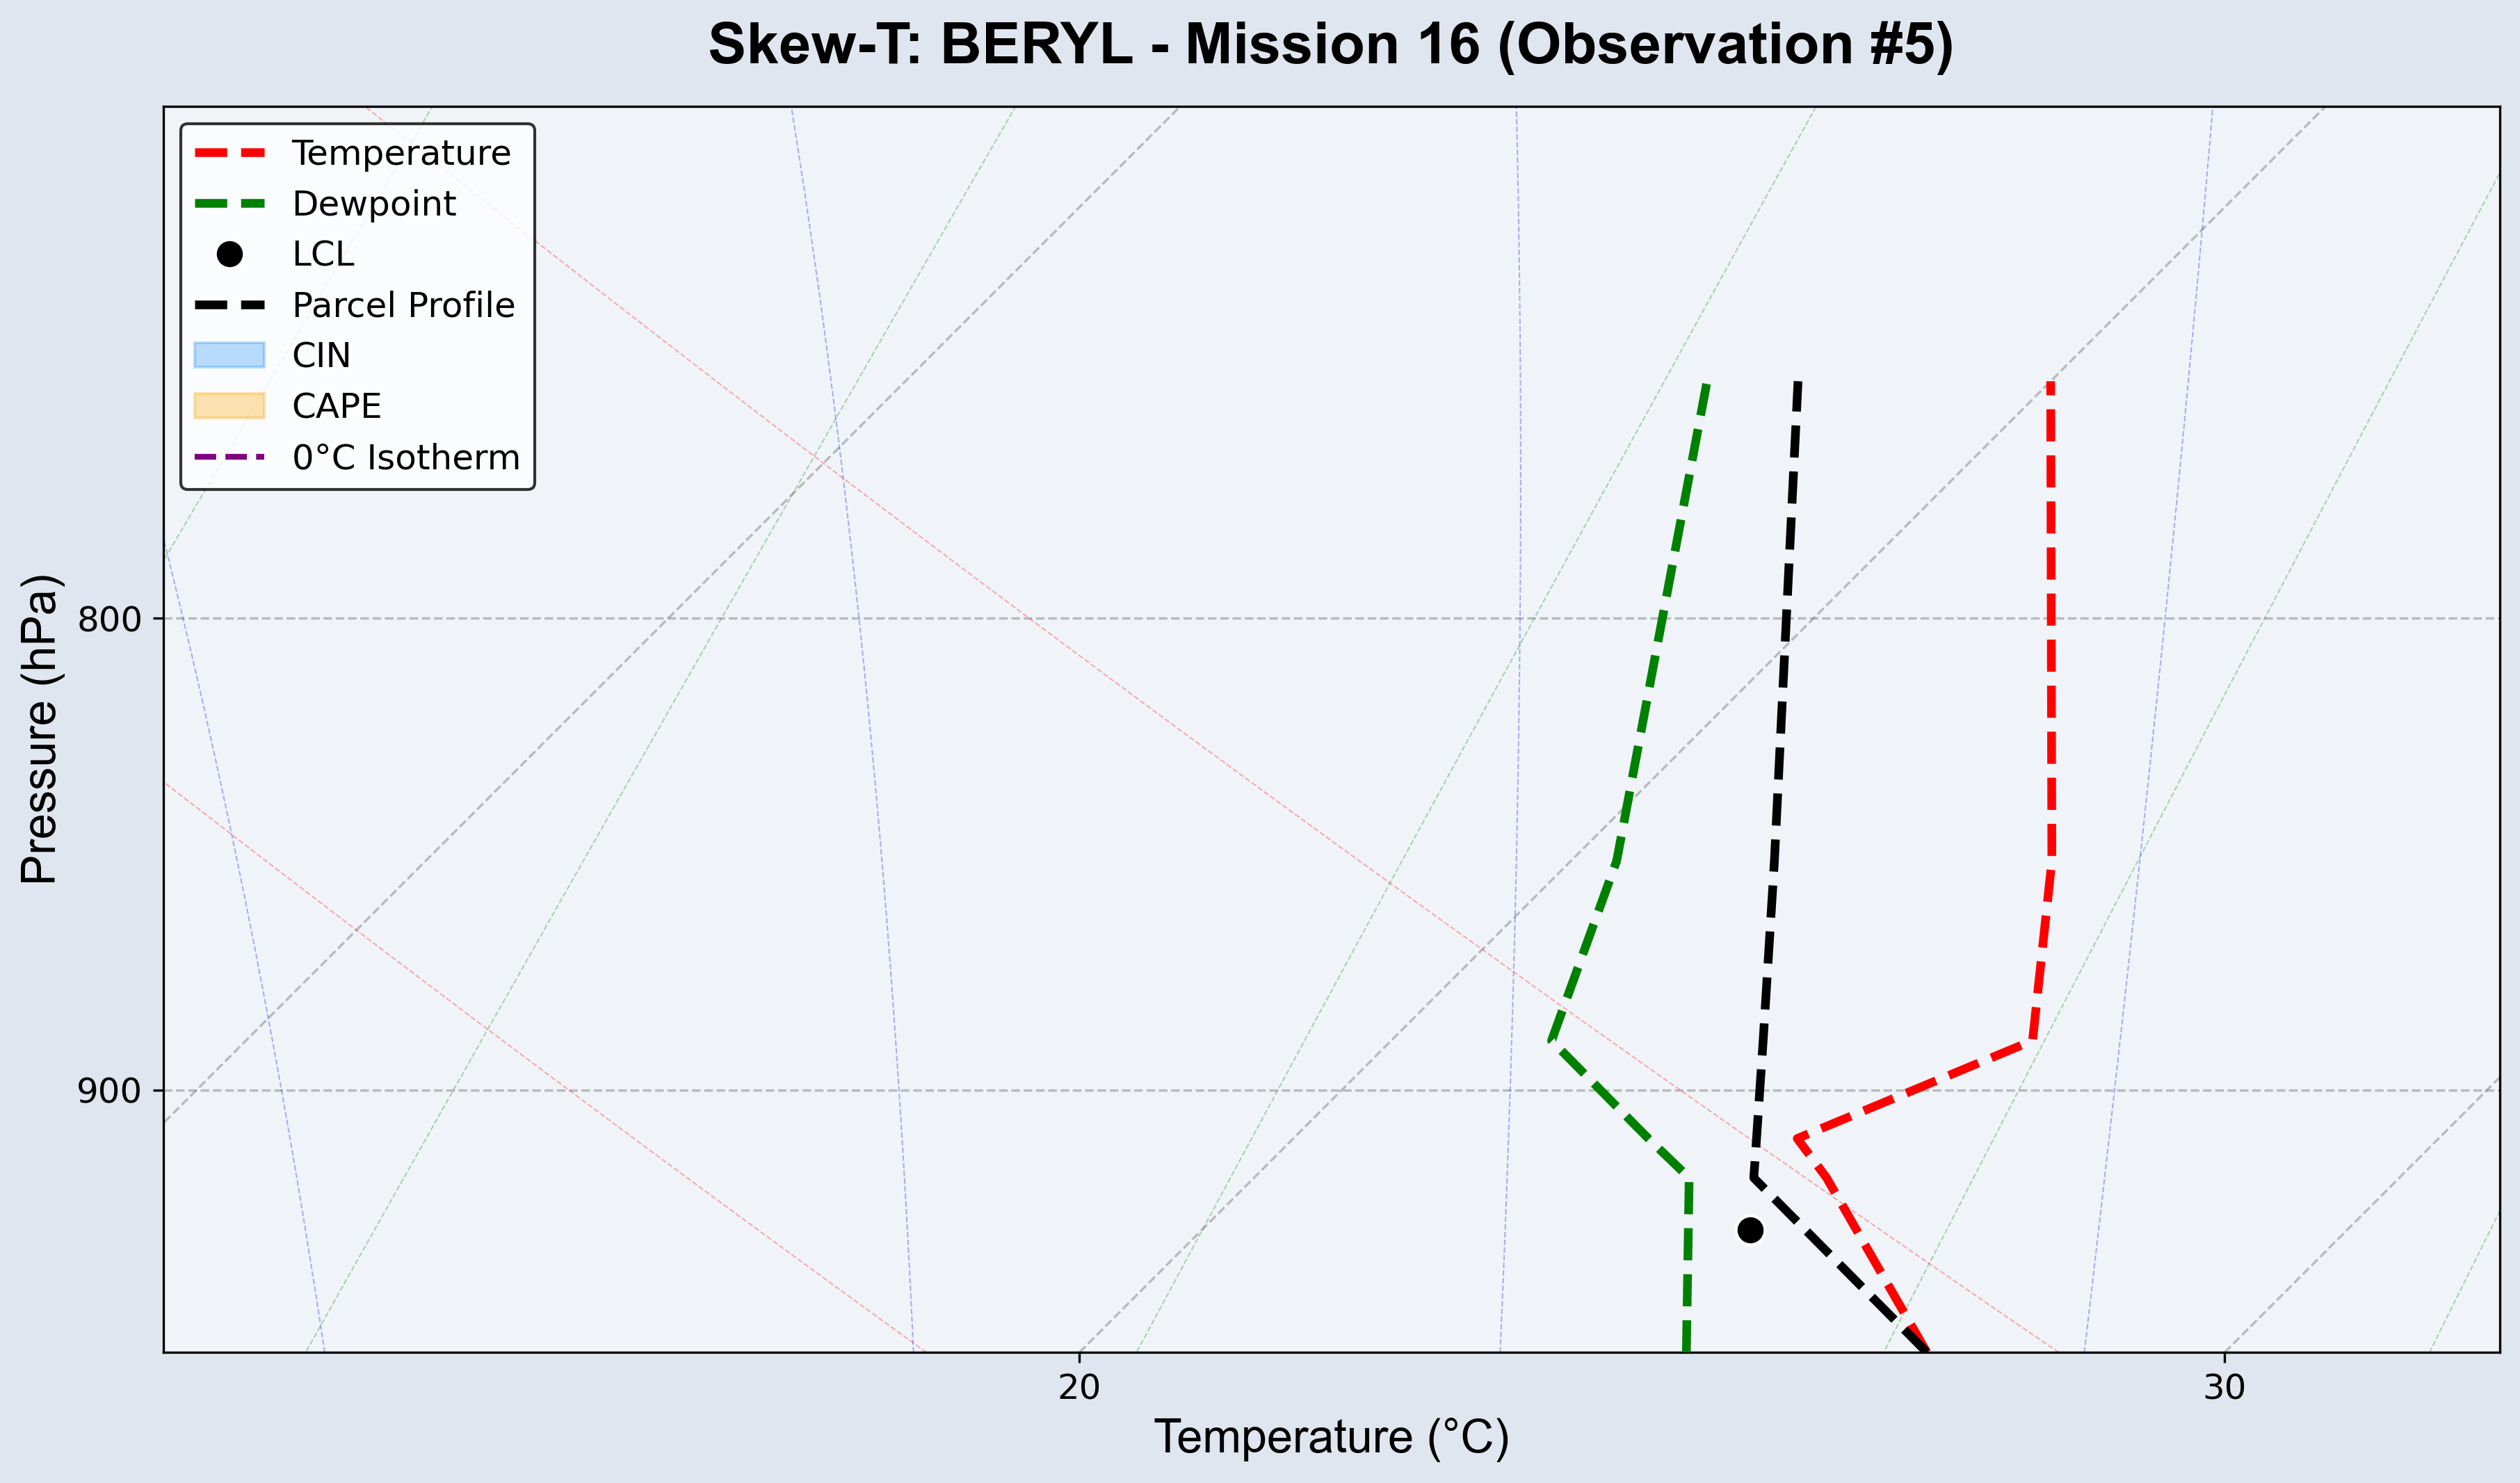 Skew-T: BERYL - Mission 16 (Observation #5)
Temperature
Dewpoint
LCL
Parcel Profile
CIN
CAPE
0°C Isotherm
Pressure (hPa)
800
900
20
30
Temperature (°C)